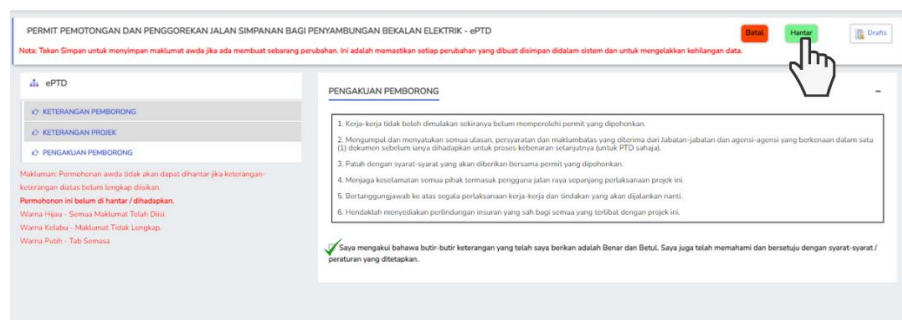 PERMIT PEMOTONGAN DAN PENGGOREKAN JALAN SIMPANAN BAGI PENYAMBUNGAN BEKALAN ELEKTRIK - ePTD
Batal
Hantar
Drafts
Nota: Tekan Simpan untuk menyimpan maklumat awda jika ada membuat sebarang perubahan. Ini adalah memastikan setiap perubahan yang dibuat disimpan didalam sistem dan untuk mengelakkan kehilangan data.
ePTD
KETERANGAN PEMBORONG
KETERANGAN PROJEK
PENGAKUAN PEMBORONG
Makluman: Permohonan awda tidak akan dapat dihantar jika keterangan-
keterangan diatas belum lengkap diisikan.
Permohonan ini belum di hantar / dihadapkan.
Warna Hijau - Semua Maklumat Telah Diisi.
Warna Kelabu - Maklumat Tidak Lengkap.
Warna Putih - Tab Semasa
PENGAKUAN PEMBORONG
1. Kerja-kerja tidak boleh dimulakan sekiranya belum memperolehi permit yang dipohonkan.
2. Mengumpul dan menyatukan semua ulasan, persyaratan dan maklumbalas yang diterima dari Jabatan-jabatan dan agensi-agensi yang berkenaan dalam satu
(1) dokumen sebelum ianya dihadapkan untuk proses kebenaran selanjutnya (untuk PTD sahaja).
3. Patuh dengan syarat-syarat yang akan diberikan bersama permit yang dipohonkan.
4. Menjaga keselamatan semua pihak termasuk pengguna jalan raya sepanjang perlaksanaan projek ini.
5. Bertanggungjawab ke atas segala perlaksanaan kerja-kerja dan tindakan yang akan dijalankan nanti.
6. Hendaklah menyediakan perlindungan insuran yang sah bagi semua yang terlibat dengan projek ini.
Saya mengakui bahawa butir-butir keterangan yang telah saya berikan adalah Benar dan Betul. Saya juga telah memahami dan bersetuju dengan syarat-syarat /
peraturan yang ditetapkan.